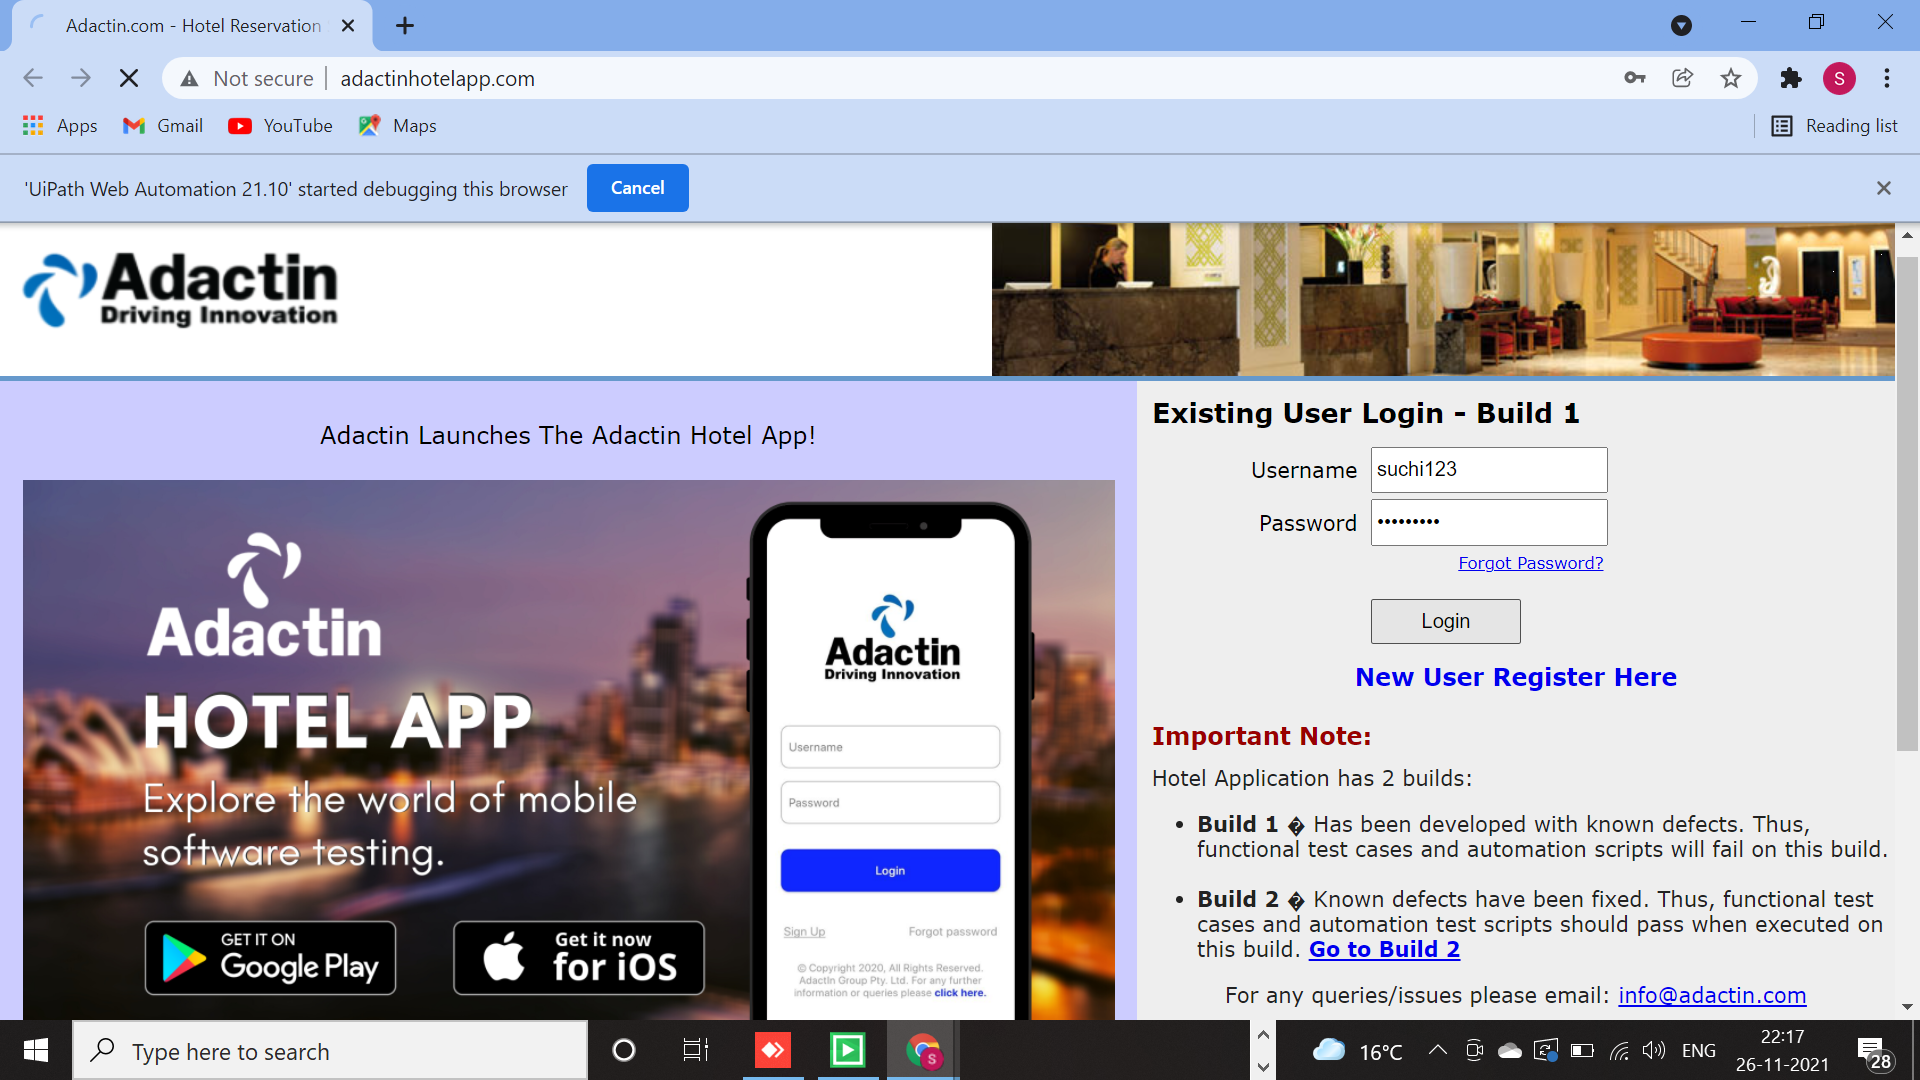 Adactin.com - Hotel Reservation
Not secure adactinhotelapp.com
S
Apps Gmail YouTube Maps Reading list
'UiPath Web Automation 21.10' started debugging this browser Cancel
Adactin
Driving Innovation
Adactin Launches The Adactin Hotel App!
Adactin
HOTEL APP
Explore the world of mobile
software testing.
GET IT ON
Google Play
Get it now
for iOS
Adactin
Driving Innovation
Username
Password
Login
Sign Up Forgot password
© Copyright 2020, All Rights Reserved.
Adactin Group Pty. Ltd. For any further
information or queries please click here.
Existing User Login - Build 1
Username suchi123
Password •••••••••
Forgot Password?
Login
New User Register Here
Important Note:
Hotel Application has 2 builds:
• Build 1 � Has been developed with known defects. Thus,
functional test cases and automation scripts will fail on this build.
• Build 2 � Known defects have been fixed. Thus, functional test
cases and automation test scripts should pass when executed on
this build. Go to Build 2
For any queries/issues please email: info@adactin.com
Type here to search
S
16°C
ENG
22:17
26-11-2021
28